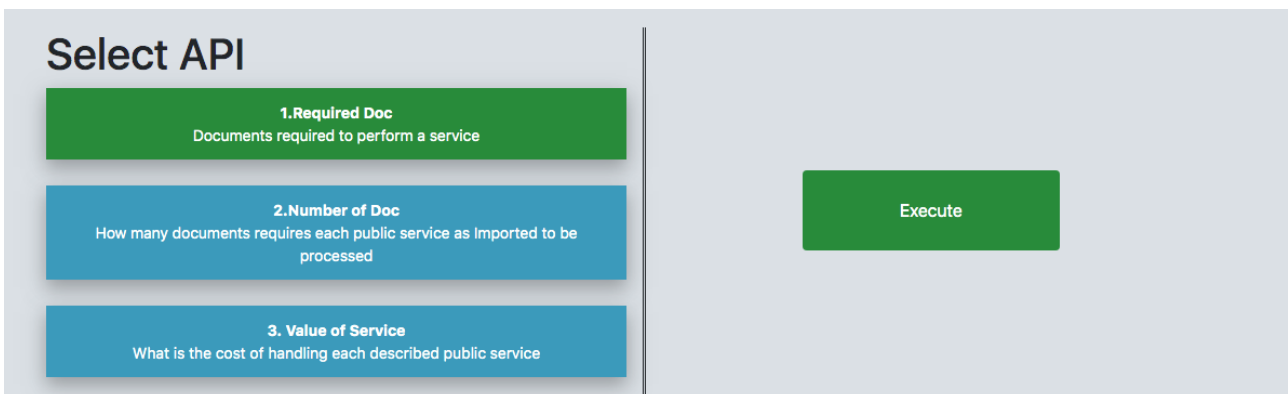 Select API
1.Required Doc
Documents required to perform a service
2.Number of Doc
How many documents requires each public service as Imported to be
processed
3. Value of Service
What is the cost of handling each described public service
Execute